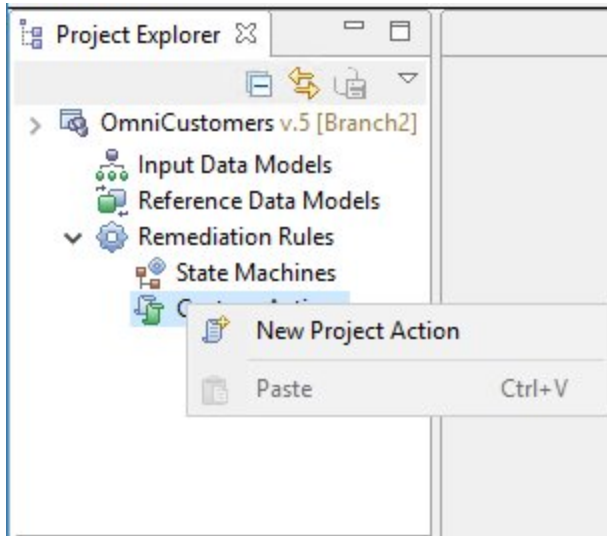 Project Explorer
OmniCustomers v.5 [Branch2]
Input Data Models
Reference Data Models
Remediation Rules
State Machines
New Project Action
Paste Ctrl+V